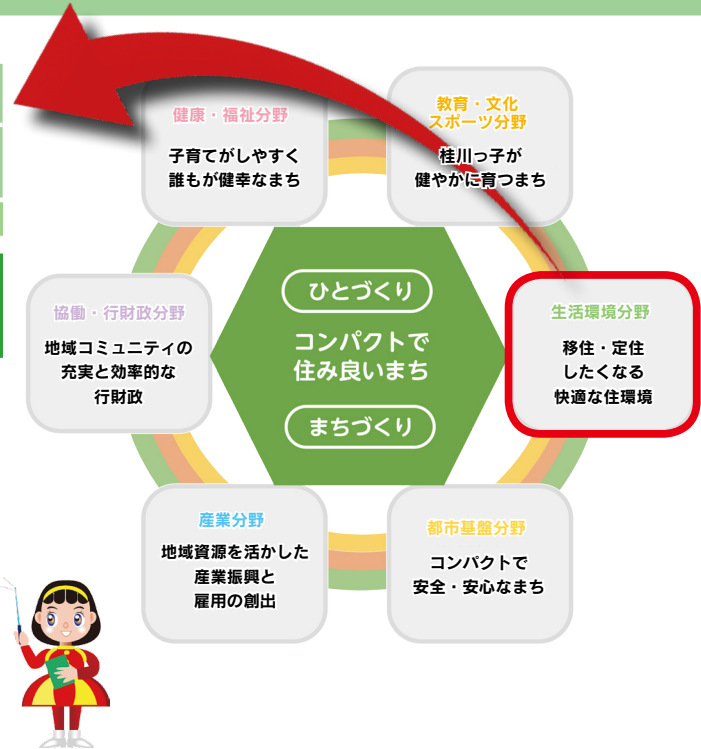 健康・福祉分野
子育てがしやすく
誰もが健幸なまち
教育・文化
スポーツ分野
桂川っ子が
健やかに育つまち
協働・行財政分野
地域コミュニティの
充実と効率的な
行財政
ひとづくり
コンパクトで
住み良いまち
まちづくり
生活環境分野
移住・定住
したくなる
快適な住環境
産業分野
地域資源を活かした
産業振興と
雇用の創出
都市基盤分野
コンパクトで
安全・安心なまち